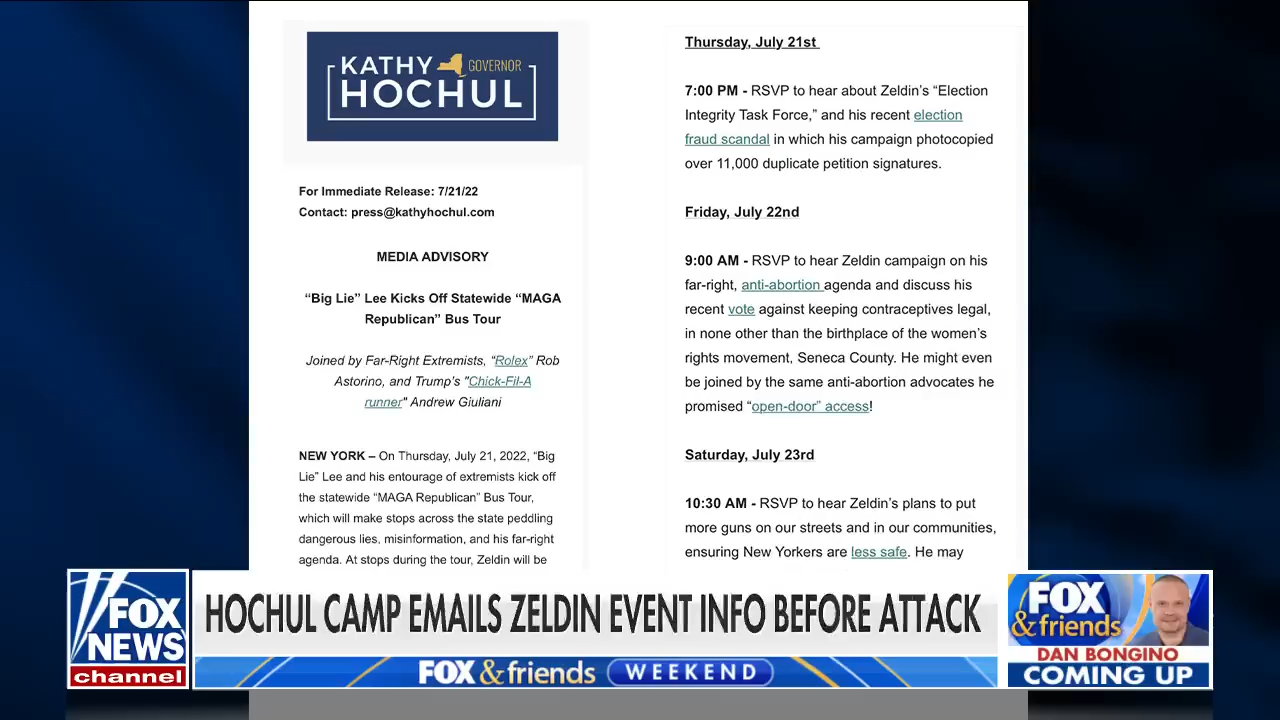 KATHY GOVERNOR
HOCHUL
For Immediate Release: 7/21/22
Contact: press@kathyhochul.com
MEDIA ADVISORY
“Big Lie” Lee Kicks Off Statewide “MAGA
Republican” Bus Tour
Joined by Far-Right Extremists, “Rolex” Rob
Astorino, and Trump’s "Chick-Fil-A
runner" Andrew Giuliani
NEW YORK – On Thursday, July 21, 2022, “Big
Lie” Lee and his entourage of extremists kick off
the statewide “MAGA Republican” Bus Tour,
which will make stops across the state peddling
dangerous lies, misinformation, and his far-right
agenda. At stops during the tour, Zeldin will be
Thursday, July 21st
7:00 PM - RSVP to hear about Zeldin’s “Election
Integrity Task Force,” and his recent election
fraud scandal in which his campaign photocopied
over 11,000 duplicate petition signatures.
Friday, July 22nd
9:00 AM - RSVP to hear Zeldin campaign on his
far-right, anti-abortion agenda and discuss his
recent vote against keeping contraceptives legal,
in none other than the birthplace of the women’s
rights movement, Seneca County. He might even
be joined by the same anti-abortion advocates he
promised “open-door” access!
Saturday, July 23rd
10:30 AM - RSVP to hear Zeldin’s plans to put
more guns on our streets and in our communities,
ensuring New Yorkers are less safe. He may
FOX
NEWS
channel
HOCHUL CAMP EMAILS ZELDIN EVENT INFO BEFORE ATTACK
FOX & friends WEEKEND
FOX
& friends
DAN BONGINO
COMING UP